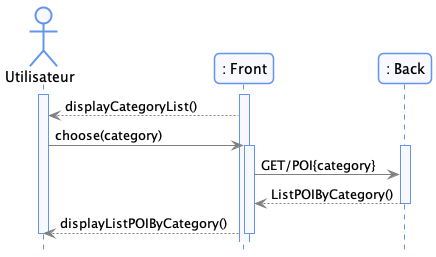 Utilisateur
: Front
: Back
displayCategoryList()
choose(category)
GET/POI{category}
ListPOIByCategory()
displayListPOIByCategory()